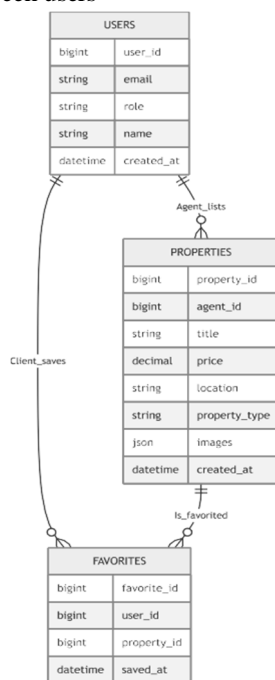 USERS
bigint user_id
string email
string role
string name
datetime created_at
Agent_lists
PROPERTIES
bigint property_id
bigint agent_id
string title
decimal price
string location
string property_type
json images
datetime created_at
Client_saves
Is_favorited
FAVORITES
bigint favorite_id
bigint user_id
bigint property_id
datetime saved_at